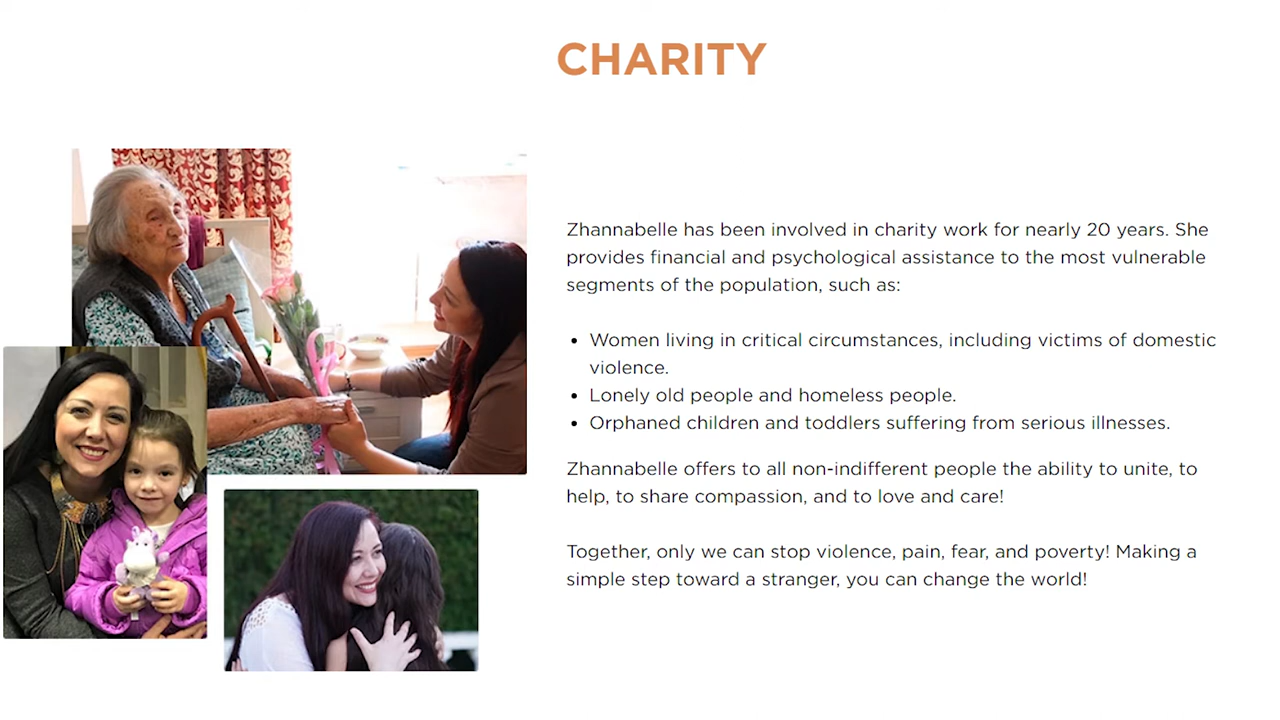 CHARITY
Zhannabelle has been involved in charity work for nearly 20 years. She
provides financial and psychological assistance to the most vulnerable
segments of the population, such as:
• Women living in critical circumstances, including victims of domestic
violence.
• Lonely old people and homeless people.
• Orphaned children and toddlers suffering from serious illnesses.
Zhannabelle offers to all non-indifferent people the ability to unite, to
help, to share compassion, and to love and care!
Together, only we can stop violence, pain, fear, and poverty! Making a
simple step toward a stranger, you can change the world!